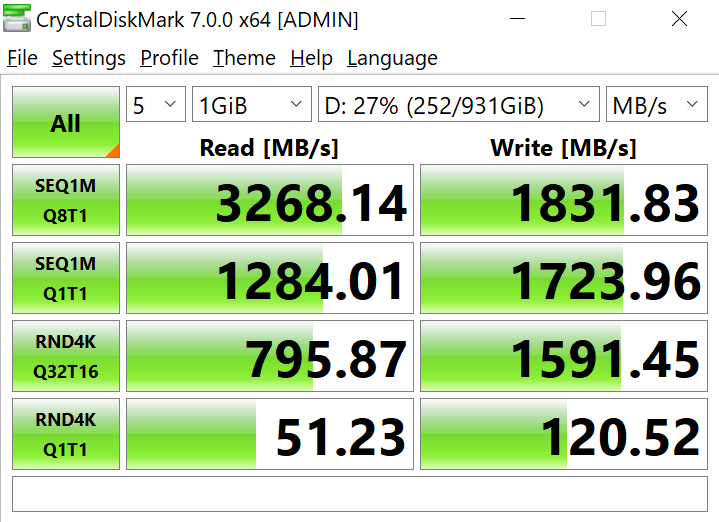 CrystalDiskMark 7.0.0 x64 [ADMIN]
File Settings Profile Theme Help Language
All 5 1GiB D: 27% (252/931GiB) MB/s
Read [MB/s] Write [MB/s]
SEQ1M
Q8T1 3268.14 1831.83
SEQ1M
Q1T1 1284.01 1723.96
RND4K
Q32T16 795.87 1591.45
RND4K
Q1T1 51.23 120.52